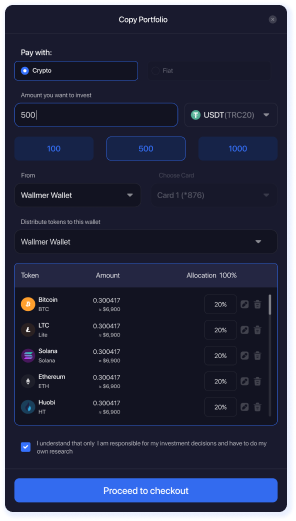 Copy Portfolio
Pay with:
Crypto
Fiat
Amount you want to invest
500
USDT(TRC20)
100
500
1000
From
Choose Card
Wallmer Wallet
Card 1 (*876)
Distribute tokens to this wallet
Wallmer Wallet
Token Amount Allocation 100%
Bitcoin 0.300417 20%
BTC ≈ $6,900
LTC 0.300417 20%
Lite ≈ $6,900
Solana 0.300417 20%
Solana ≈ $6,900
Ethereum 0.300417 20%
ETH ≈ $6,900
Huobi 0.300417 20%
HT ≈ $6,900
I understand that only I am responsible for my investment decisions and have to do my
own research
Proceed to checkout